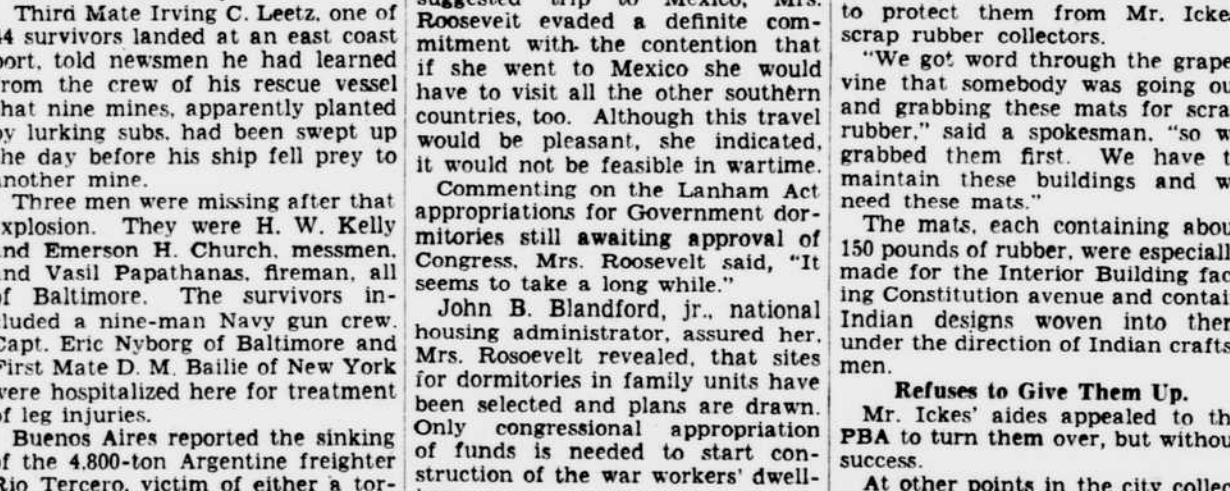 Third Mate Irving C. Leetz, one of
44 survivors landed at an east coast
port, told newsmen he had learned
from the crew of his rescue vessel
that nine mines, apparently planted
by lurking subs, had been swept up
the day before his ship fell prey to
another mine.
Three men were missing after that
explosion. They were H. W. Kelly
and Emerson H. Church, messmen,
and Vasil Papathanas, fireman, all
of Baltimore. The survivors in-
cluded a nine-man Navy gun crew.
Capt. Eric Nyborg of Baltimore and
First Mate D. M. Bailie of New York
were hospitalized here for treatment
of leg injuries.
Buenos Aires reported the sinking
of the 4,800-ton Argentine freighter
Rio Tercero, victim of either a tor-
suggested trip to Mexico, Mrs.
Roosevelt evaded a definite com-
mitment with the contention that
if she went to Mexico she would
have to visit all the other southern
countries, too. Although this travel
would be pleasant, she indicated,
it would not be feasible in wartime.
Commenting on the Lanham Act
appropriations for Government dor-
mitories still awaiting approval of
Congress, Mrs. Roosevelt said, "It
seems to take a long while."
John B. Blandford, jr., national
housing administrator, assured her,
Mrs. Rosoevelt revealed, that sites
for dormitories in family units have
been selected and plans are drawn.
Only congressional appropriation
of funds is needed to start con-
struction of the war workers' dwell-
to protect them from Mr. Icke
scrap rubber collectors.
"We got word through the grape
vine that somebody was going ou
and grabbing these mats for scra
rubber," said a spokesman, "so w
grabbed them first. We have t
maintain these buildings and w
need these mats."
The mats, each containing abou
150 pounds of rubber, were especiall
made for the Interior Building fac
ing Constitution avenue and contai
Indian designs woven into ther
under the direction of Indian crafts
men.
Refuses to Give Them Up.
Mr. Ickes' aides appealed to th
PBA to turn them over, but withou
success.
At other points in the city collec